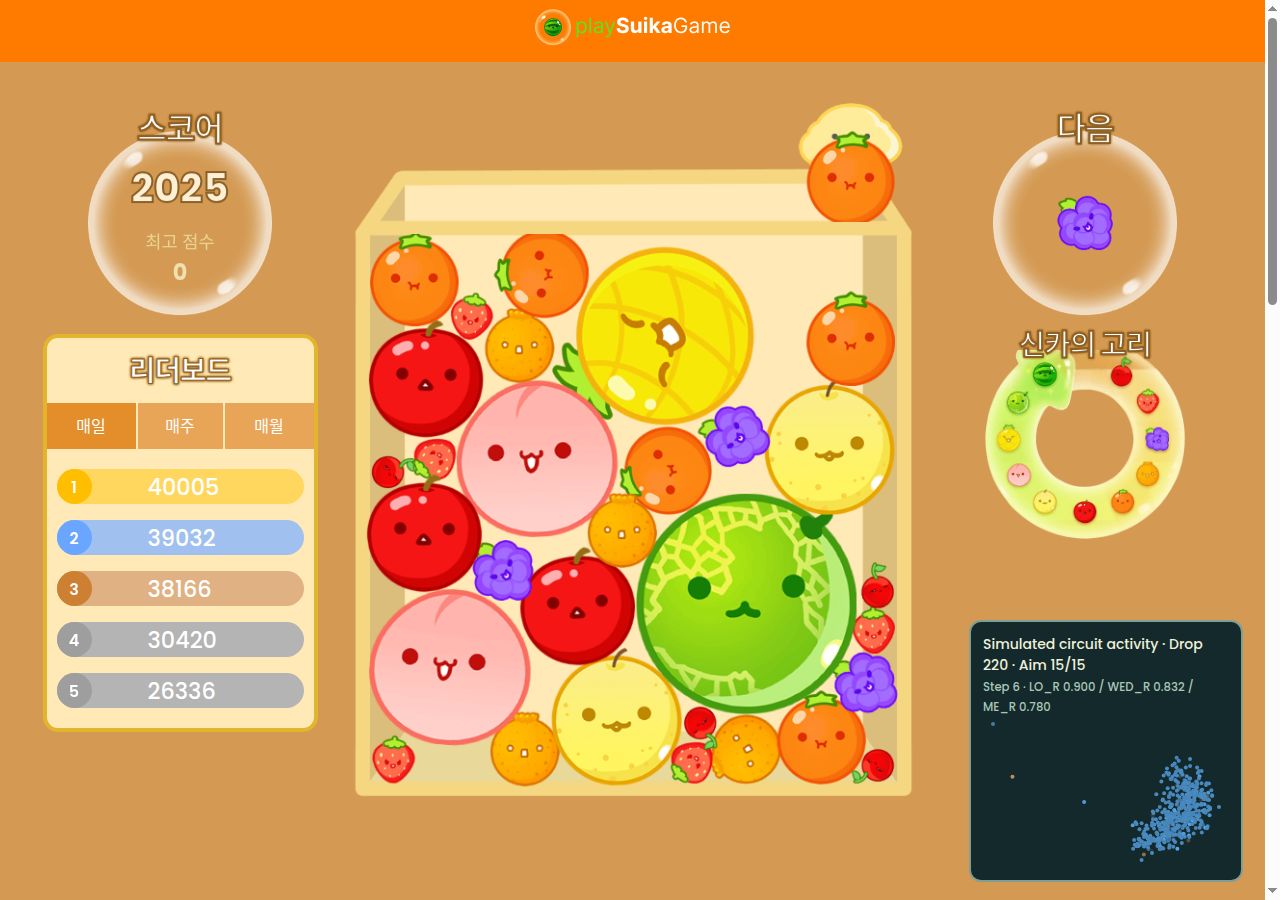 playSuikaGame
스코어
2025
최고 점수
0
다음
신카의 고리
리더보드
매일 매주 매월
1 40005
2 39032
3 38166
4 30420
5 26336
Simulated circuit activity · Drop
220 · Aim 15/15
Step 6 · LO_R 0.900 / WED_R 0.832 /
ME_R 0.780